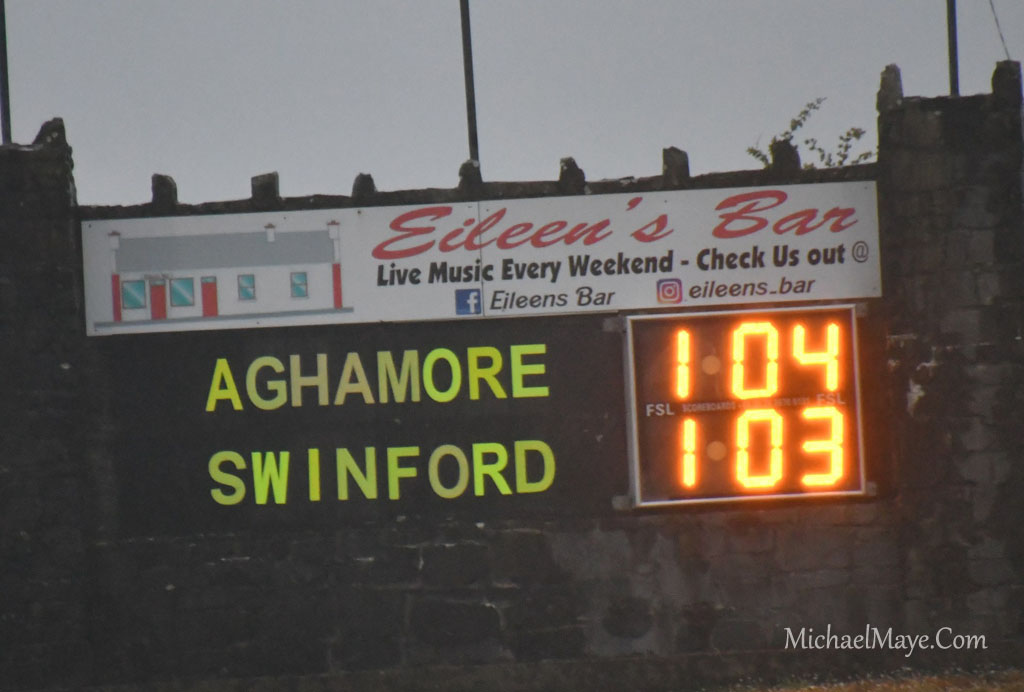 Eileen's Bar
Live Music Every Weekend - Check Us out @
Eileens Bar eileens_bar
AGHAMORE 1 04
FSL SCOREBOARDS FSL
SWINFORD 1 03
MichaelMaye.Com